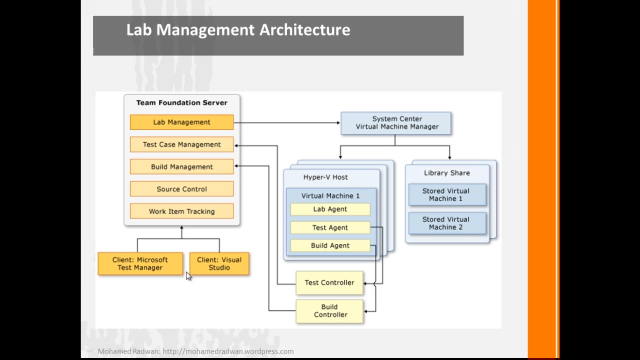 Lab Management Architecture
Team Foundation Server
Lab Management
Test Case Management
Build Management
Source Control
Work Item Tracking
Client: Microsoft
Test Manager
Client: Visual
Studio
System Center
Virtual Machine Manager
Hyper-V Host
Virtual Machine 1
Lab Agent
Test Agent
Build Agent
Library Share
Stored Virtual
Machine 1
Stored Virtual
Machine 2
Test Controller
Build
Controller
Mohamed Radwan: http://mohamedradwan.wordpress.com